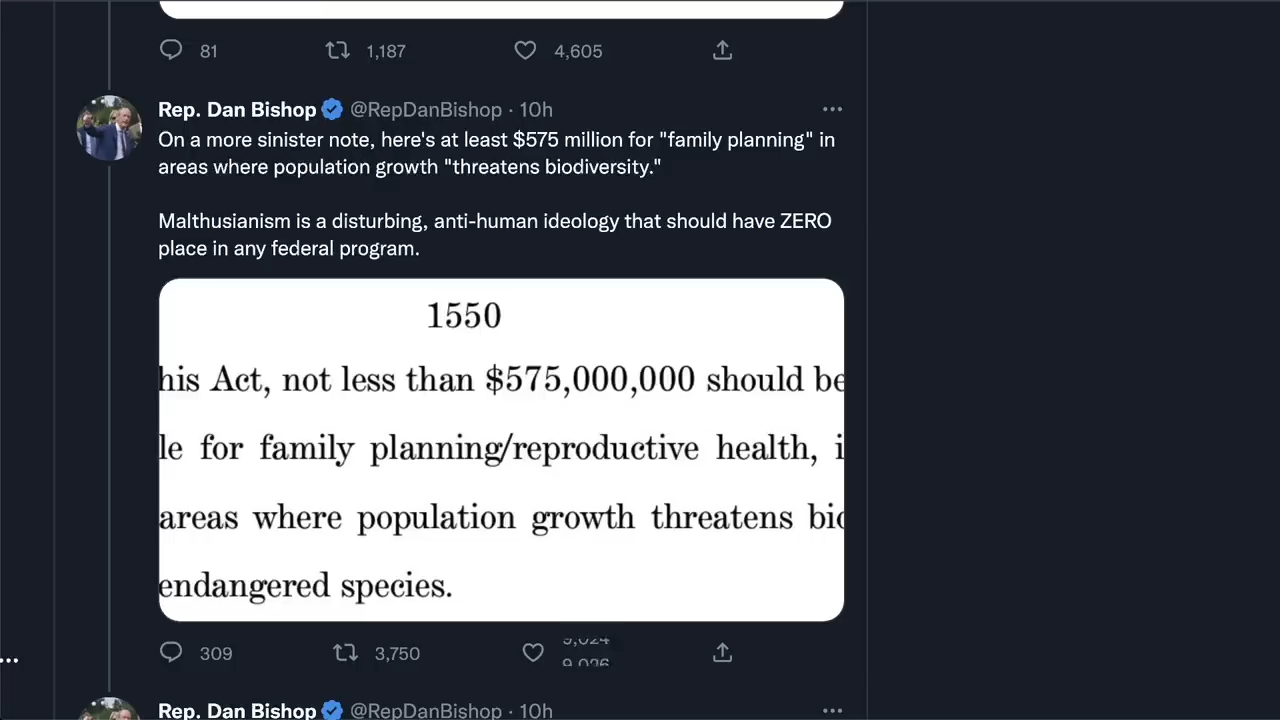 81 1,187 4,605
Rep. Dan Bishop @RepDanBishop · 10h
On a more sinister note, here's at least $575 million for "family planning" in
areas where population growth "threatens biodiversity."
Malthusianism is a disturbing, anti-human ideology that should have ZERO
place in any federal program.
1550
his Act, not less than $575,000,000 should be
le for family planning/reproductive health, i
areas where population growth threatens bio
endangered species.
309 3,750
Rep. Dan Bishop @RepDanBishop · 10h